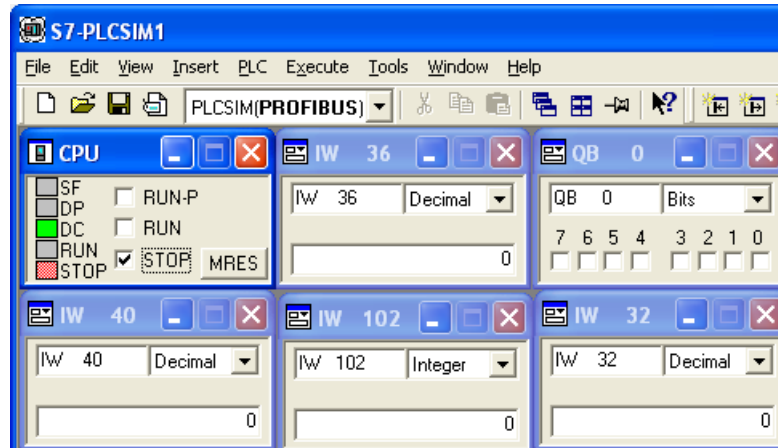 S7-PLCSIM1
File Edit View Insert PLC Execute Tools Window Help
PLCSIM(PROFIBUS)
CPU
SF
DP
DC
RUN
STOP
RUN-P
RUN
STOP
MRES
IW 36
IW 36 Decimal
0
QB 0
QB 0 Bits
7 6 5 4 3 2 1 0
IW 40
IW 40 Decimal
0
IW 102
IW 102 Integer
0
IW 32
IW 32 Decimal
0